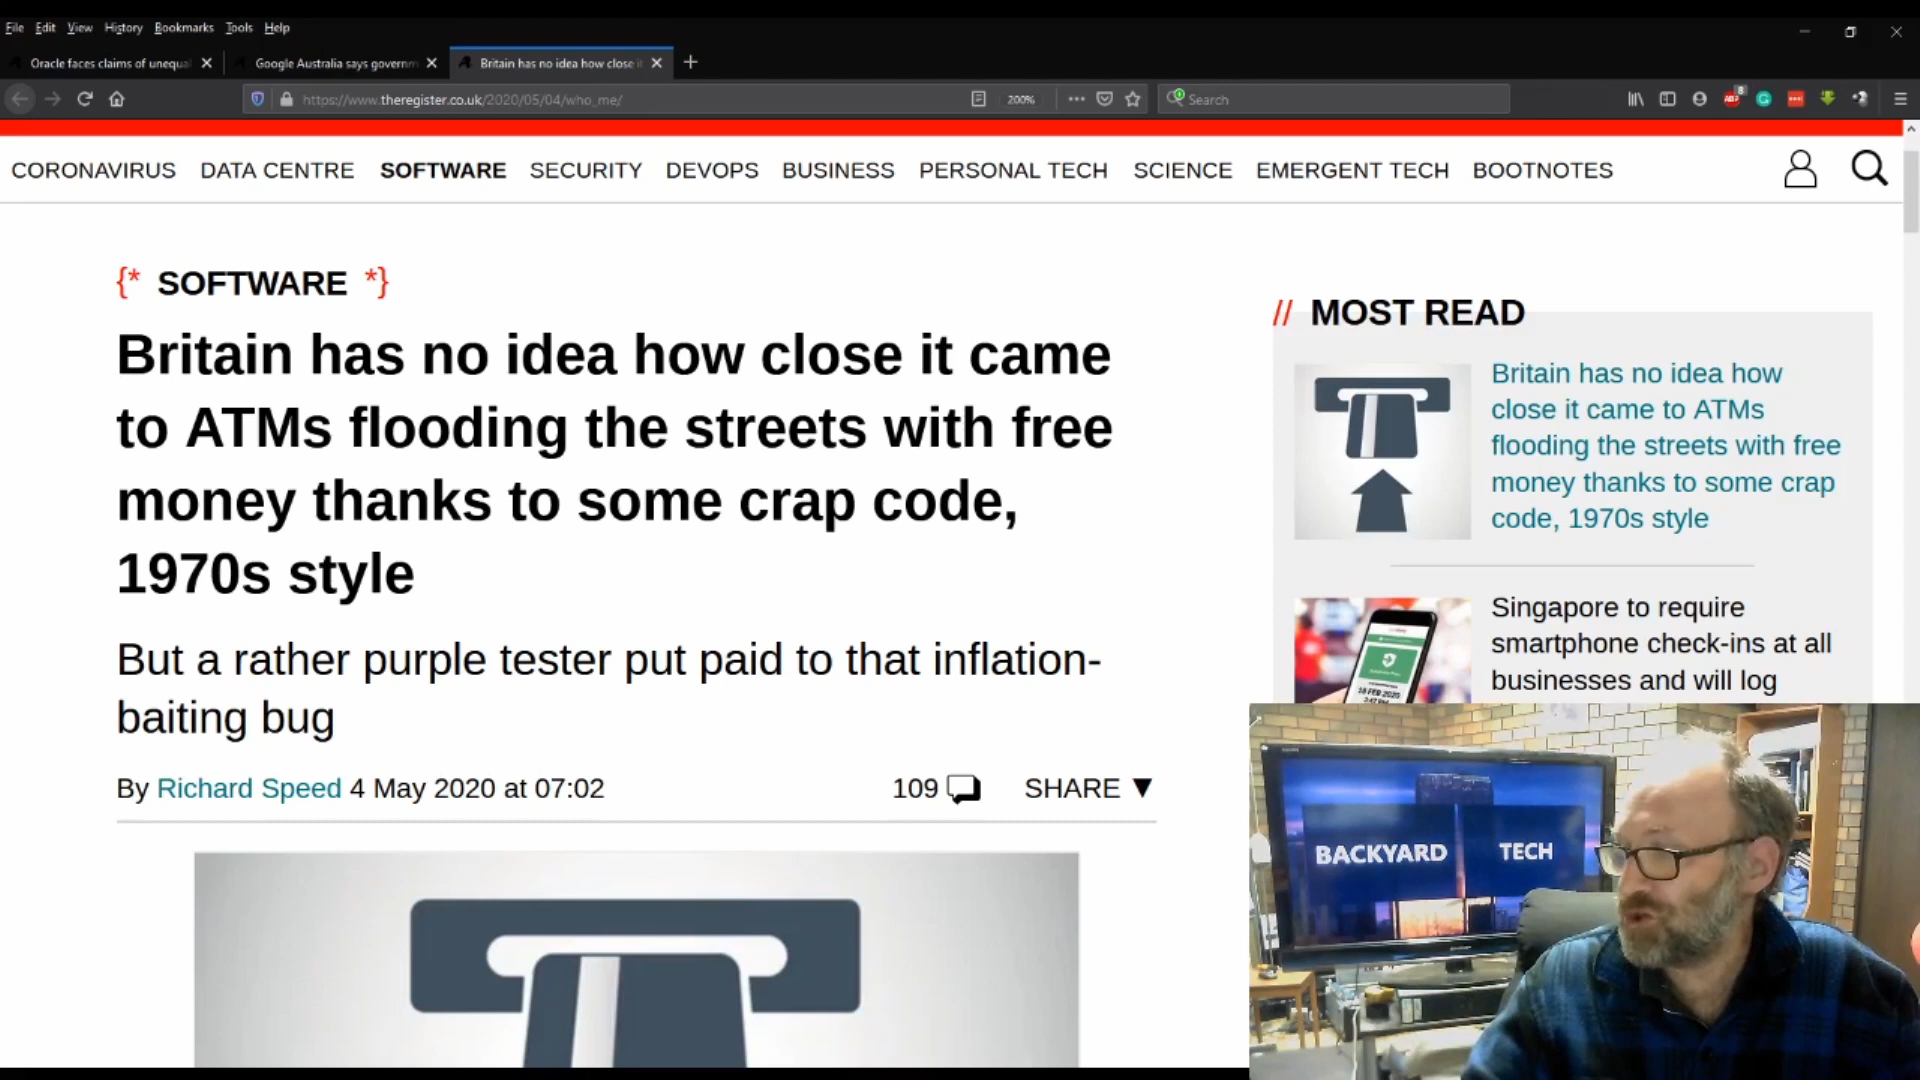 File Edit View History Bookmarks Tools Help
Oracle faces claims of unequa
Google Australia says governm
Britain has no idea how close i
https://www.theregister.co.uk/2020/05/04/who_me/
200%
Search
ABP
8
CORONAVIRUS DATA CENTRE SOFTWARE SECURITY DEVOPS BUSINESS PERSONAL TECH SCIENCE EMERGENT TECH BOOTNOTES
{* SOFTWARE *}
Britain has no idea how close it came
to ATMs flooding the streets with free
money thanks to some crap code,
1970s style
But a rather purple tester put paid to that inflation-
baiting bug
By Richard Speed 4 May 2020 at 07:02
109
SHARE ▼
// MOST READ
Britain has no idea how
close it came to ATMs
flooding the streets with free
money thanks to some crap
code, 1970s style
Singapore to require
smartphone check-ins at all
businesses and will log
18 FEB 2020
BACKYARD TECH